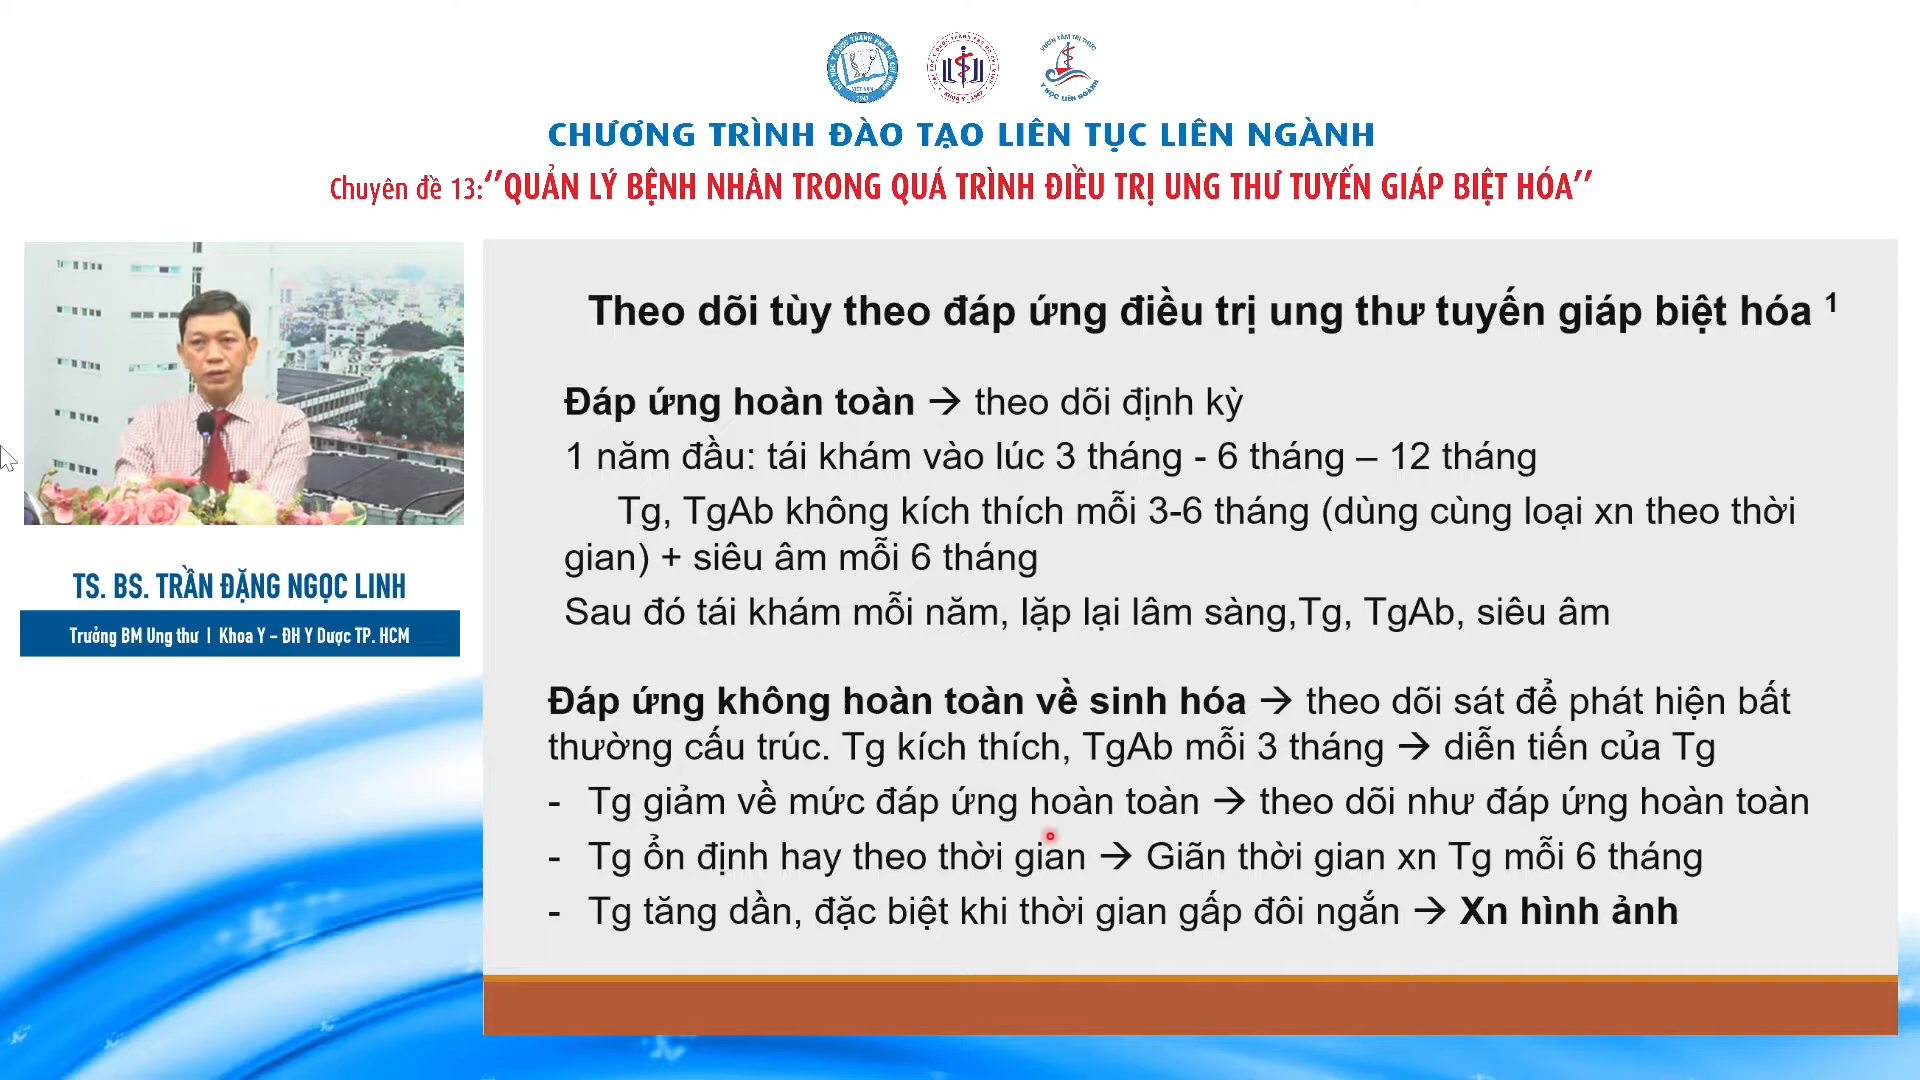 CHƯƠNG TRÌNH ĐÀO TẠO LIÊN TỤC LIÊN NGÀNH
Chuyên đề 13:‘‘QUẢN LÝ BỆNH NHÂN TRONG QUÁ TRÌNH ĐIỀU TRỊ UNG THƯ TUYẾN GIÁP BIỆT HÓA’’
TS. BS. TRẦN ĐẶNG NGỌC LINH
Trưởng BM Ung thư | Khoa Y – ĐH Y Dược TP. HCM
Theo dõi tùy theo đáp ứng điều trị ung thư tuyến giáp biệt hóa 1
Đáp ứng hoàn toàn → theo dõi định kỳ
1 năm đầu: tái khám vào lúc 3 tháng - 6 tháng – 12 tháng
Tg, TgAb không kích thích mỗi 3-6 tháng (dùng cùng loại xn theo thời
gian) + siêu âm mỗi 6 tháng
Sau đó tái khám mỗi năm, lặp lại lâm sàng,Tg, TgAb, siêu âm
Đáp ứng không hoàn toàn về sinh hóa → theo dõi sát để phát hiện bất
thường cấu trúc. Tg kích thích, TgAb mỗi 3 tháng → diễn tiến của Tg
- Tg giảm về mức đáp ứng hoàn toàn → theo dõi như đáp ứng hoàn toàn
- Tg ổn định hay theo thời gian → Giãn thời gian xn Tg mỗi 6 tháng
- Tg tăng dần, đặc biệt khi thời gian gấp đôi ngắn → Xn hình ảnh